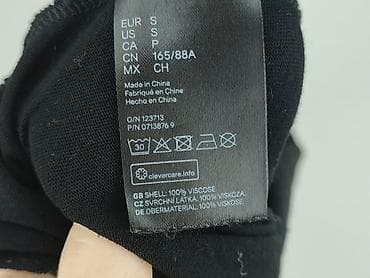 EUR S
US S
CA P
CN 165/88A
MX CH
Made in China
Fabriqué en Chine
Hecho en China
O/N 123713
P/N 0713876 9
30
clevercare.info
GB SHELL: 100% VISCOSE.
CZ SVRCHNÍ LÁTKA: 100% VISKÓZA.
DE OBERMATERIAL: 100% VISKOSE